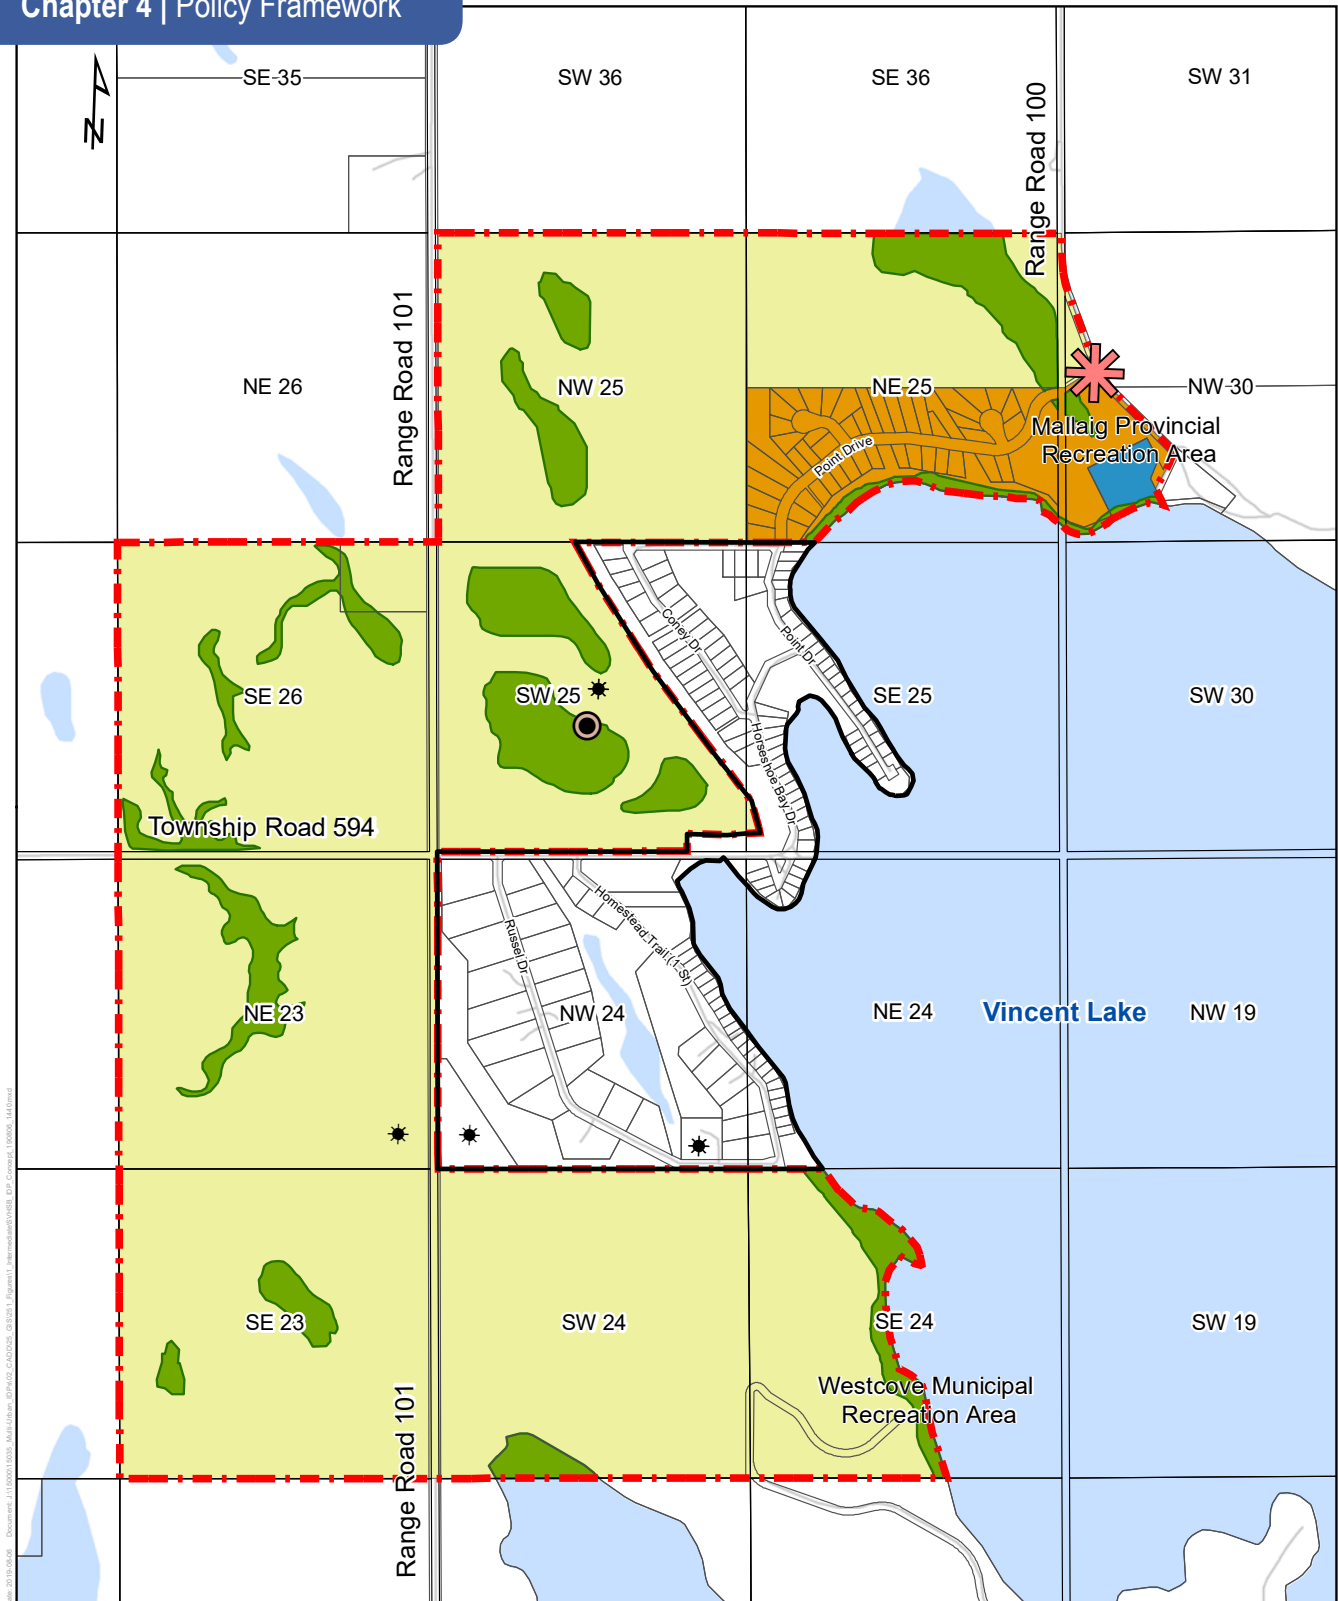 Chapter 4 | Policy Framework
SE 35
SW 36
SE 36
SW 31
N
Range Road 100
Range Road 101
NE 26
NW 25
NE 25
NW 30
Mallaig Provincial
Recreation Area
Point Drive
SE 26
SW 25
Coney Dr
Point Dr
SE 25
SW 30
Horseshoe Bay Dr
Township Road 594
Homestead Trail (1 St)
Russel Dr
NE 23
NW 24
NE 24
Vincent Lake
NW 19
SE 23
SW 24
SE 24
SW 19
Westcove Municipal
Recreation Area
Range Road 101